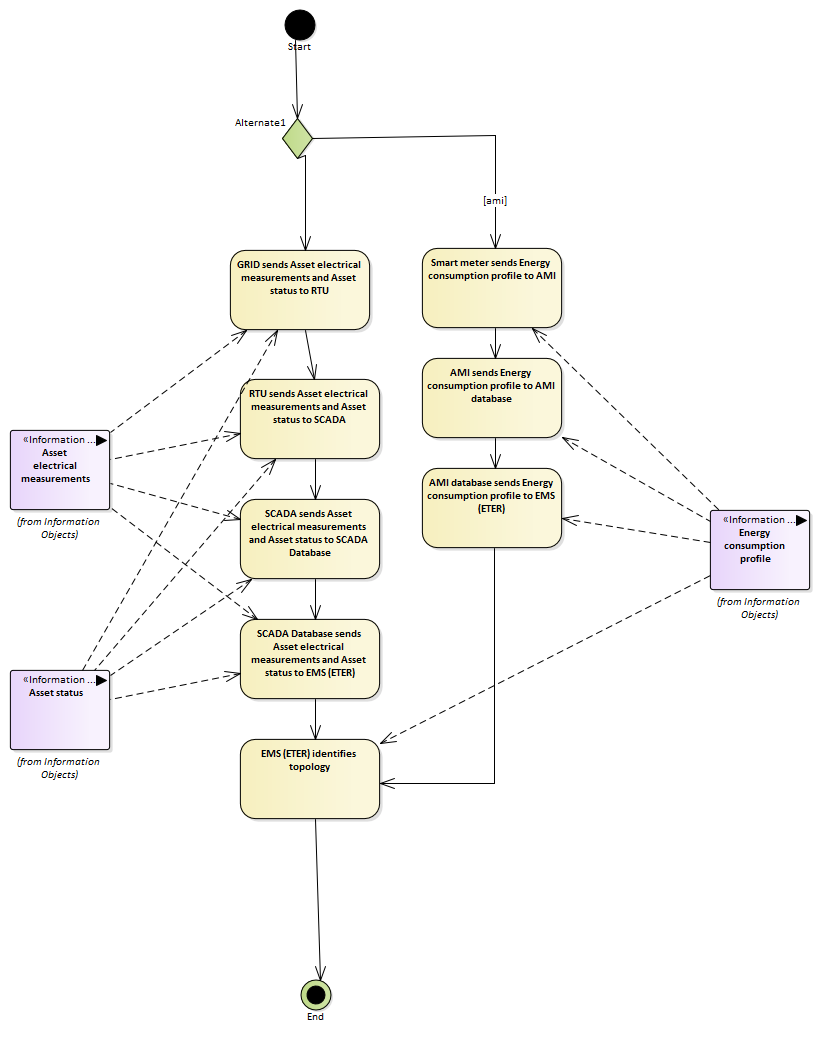 Start
Alternate1
[ami]
GRID sends Asset electrical
measurements and Asset
status to RTU
Smart meter sends Energy
consumption profile to AMI
RTU sends Asset electrical
measurements and Asset
status to SCADA
AMI sends Energy
consumption profile to AMI
database
«Information ...
Asset
electrical
measurements
(from Information
Objects)
SCADA sends Asset
electrical measurements
and Asset status to SCADA
Database
AMI database sends Energy
consumption profile to EMS
(ETER)
«Information ...
Energy
consumption
profile
(from Information
Objects)
SCADA Database sends
Asset electrical
measurements and Asset
status to EMS (ETER)
«Information ...
Asset status
(from Information
Objects)
EMS (ETER) identifies
topology
End